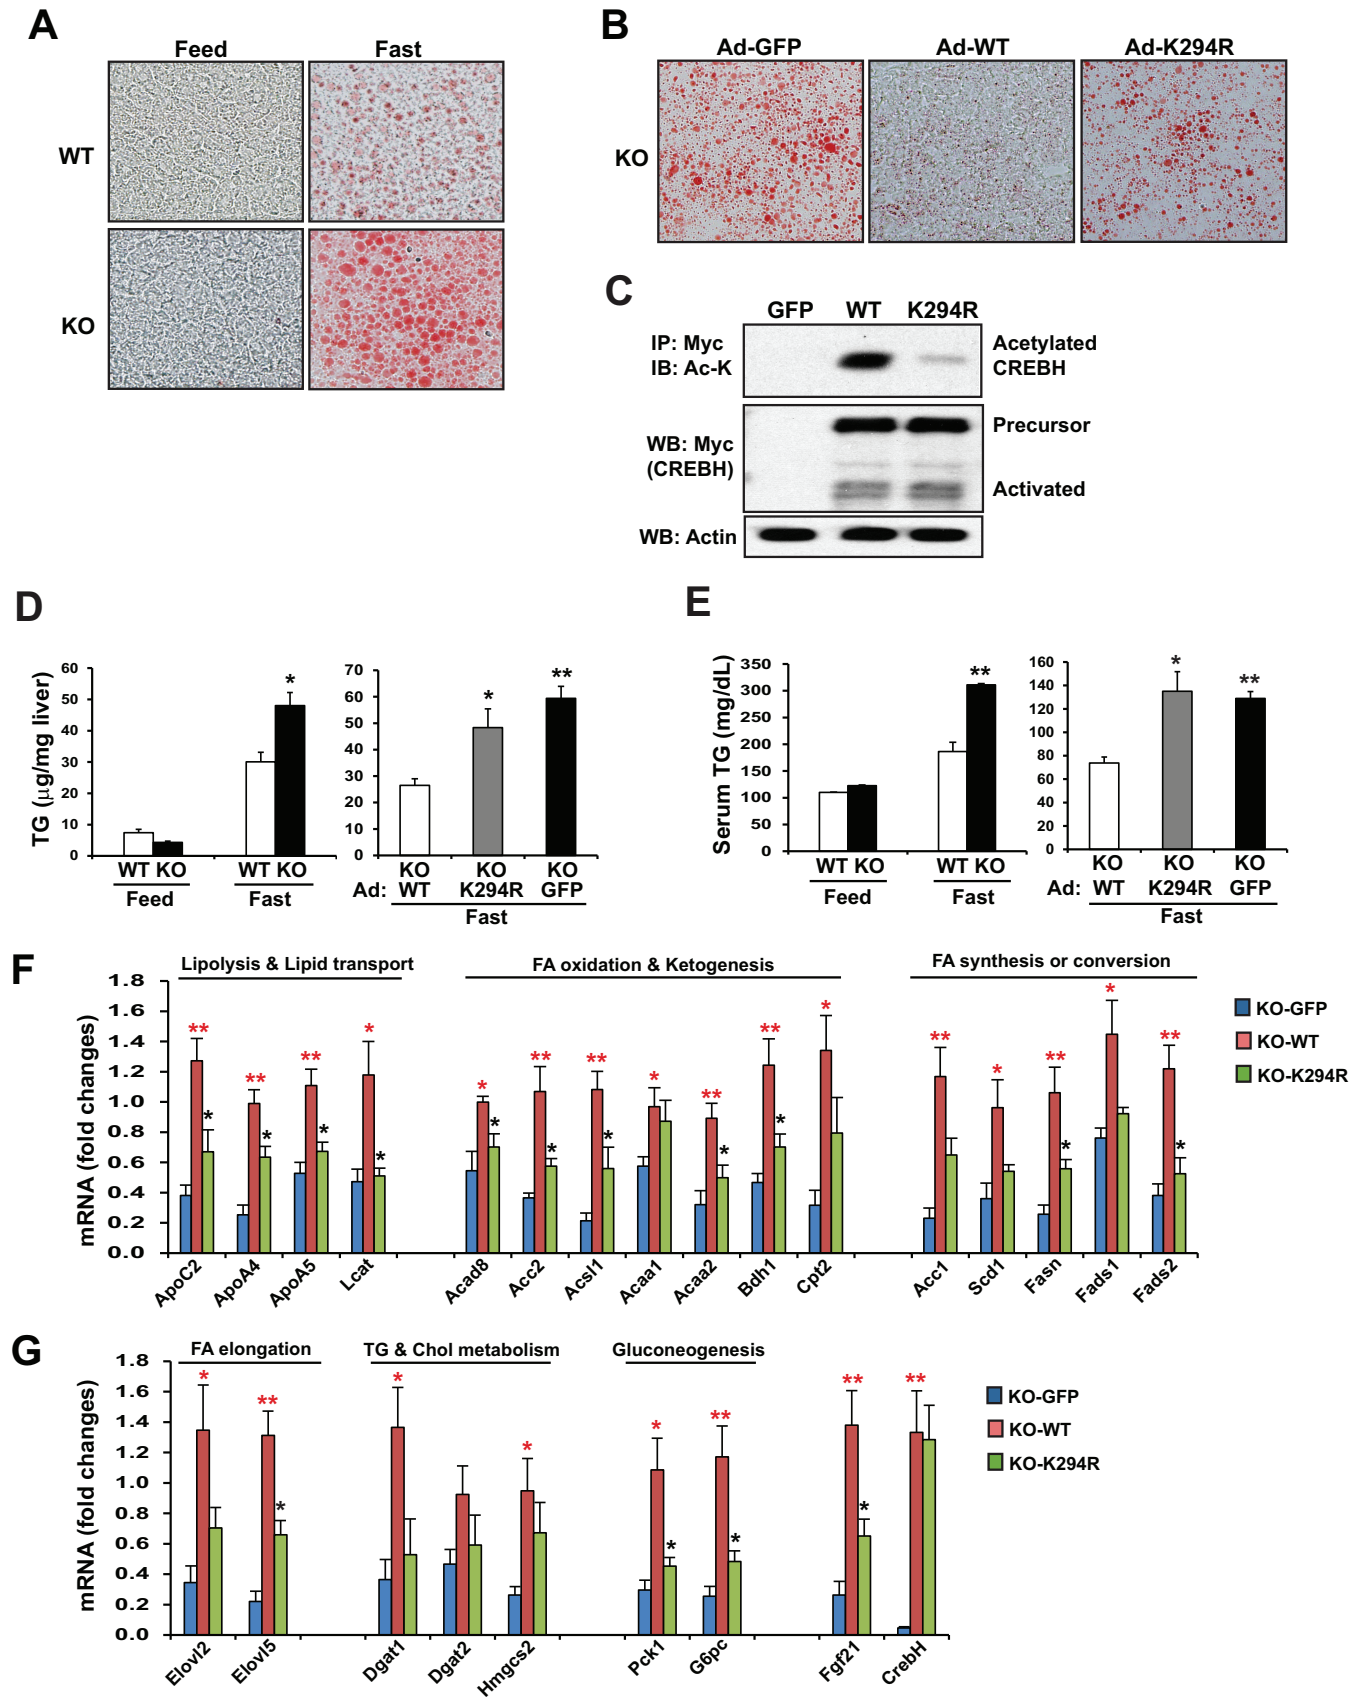 A
Feed Fast
WT
KO
B
Ad-GFP Ad-WT Ad-K294R
KO
C
GFP WT K294R
IP: Myc
IB: Ac-K
Acetylated
CREBH
WB: Myc
(CREBH)
Precursor
Activated
WB: Actin
D
TG (µg/mg liver)
60
50
40
30
20
10
0
*
WT KO WT KO
Feed Fast
70
60
50
40
30
20
10
0
* **
KO KO KO
Ad: WT K294R GFP
Fast
E
Serum TG (mg/dL)
350
300
250
200
150
100
50
0
**
WT KO WT KO
Feed Fast
160
140
120
100
80
60
40
20
0
* **
KO KO KO
Ad: WT K294R GFP
Fast
F
Lipolysis & Lipid transport FA oxidation & Ketogenesis FA synthesis or conversion
mRNA (fold changes)
1.8
1.6
1.4
1.2
1.0
0.8
0.6
0.4
0.2
0.0
** * ** * ** * * * * * ** * ** * * ** * ** * * ** * ** * * ** *
ApoC2 ApoA4 ApoA5 Lcat Acad8 Acc2 Acsl1 Acaa1 Acaa2 Bdh1 Cpt2 Acc1 Scd1 Fasn Fads1 Fads2
KO-GFP
KO-WT
KO-K294R
G
FA elongation TG & Chol metabolism Gluconeogenesis
mRNA (fold changes)
1.8
1.6
1.4
1.2
1.0
0.8
0.6
0.4
0.2
0.0
* ** * * * * * ** * ** * **
Elovl2 Elovl5 Dgat1 Dgat2 Hmgcs2 Pck1 G6pc Fgf21 CrebH
KO-GFP
KO-WT
KO-K294R